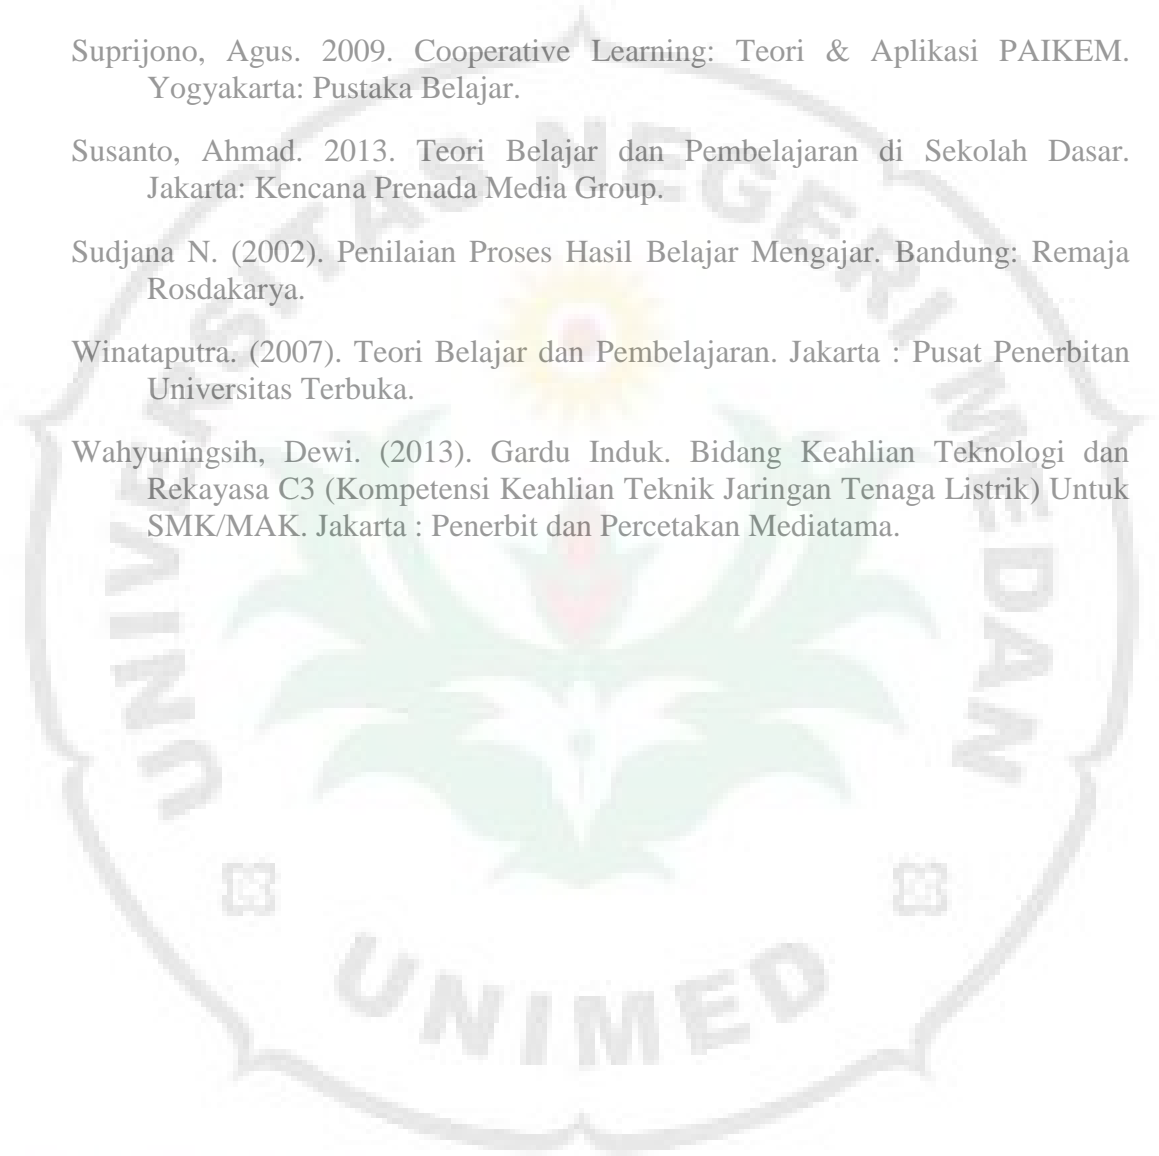 Suprijono, Agus. 2009. Cooperative Learning: Teori & Aplikasi PAIKEM.
Yogyakarta: Pustaka Belajar.
Susanto, Ahmad. 2013. Teori Belajar dan Pembelajaran di Sekolah Dasar.
Jakarta: Kencana Prenada Media Group.
Sudjana N. (2002). Penilaian Proses Hasil Belajar Mengajar. Bandung: Remaja
Rosdakarya.
Winataputra. (2007). Teori Belajar dan Pembelajaran. Jakarta : Pusat Penerbitan
Universitas Terbuka.
Wahyuningsih, Dewi. (2013). Gardu Induk. Bidang Keahlian Teknologi dan
Rekayasa C3 (Kompetensi Keahlian Teknik Jaringan Tenaga Listrik) Untuk
SMK/MAK. Jakarta : Penerbit dan Percetakan Mediatama.
UNIVERSITAS NEGERI MEDAN
UNIMED